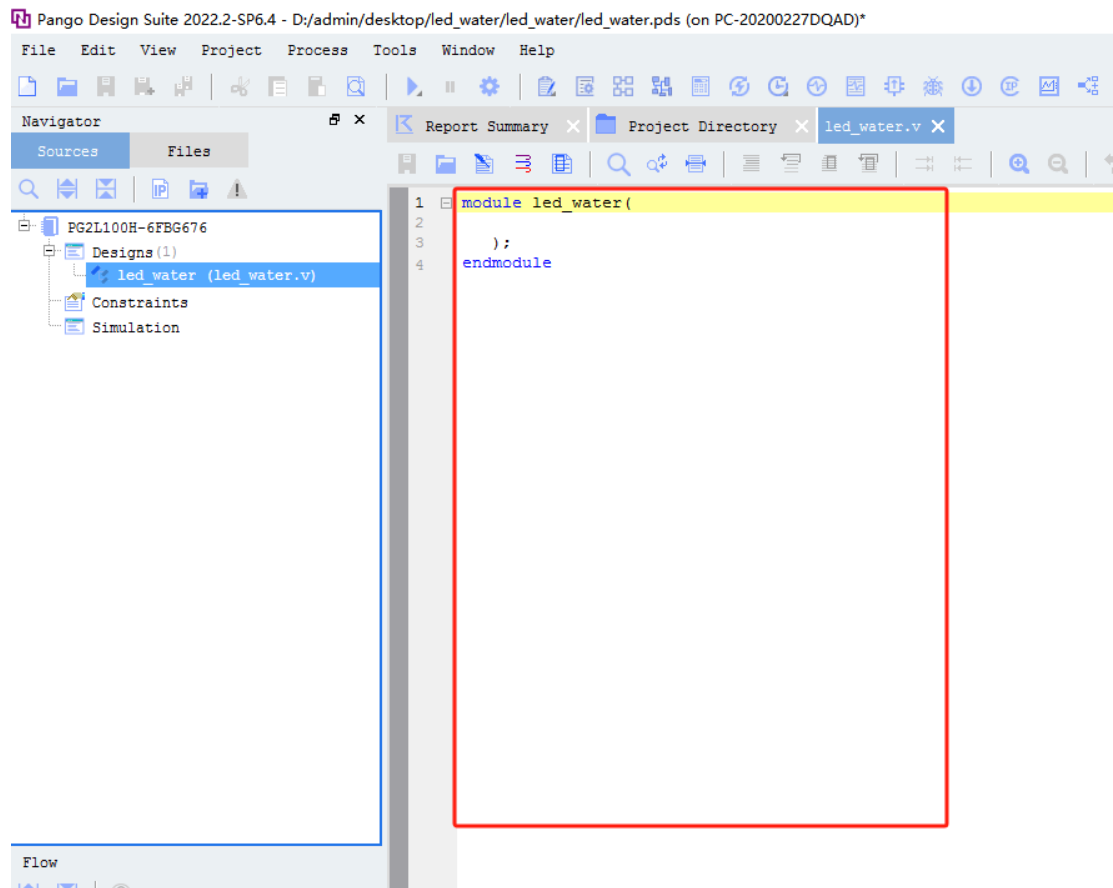 Pango Design Suite 2022.2-SP6.4 - D:/admin/desktop/led_water/led_water/led_water.pds (on PC-20200227DQAD)*
File Edit View Project Process Tools Window Help
Navigator
Sources Files
PG2L100H-6FBG676
Designs(1)
led_water (led_water.v)
Constraints
Simulation
Flow
Report Summary Project Directory led_water.v
1 module led_water(
2
3 );
4 endmodule